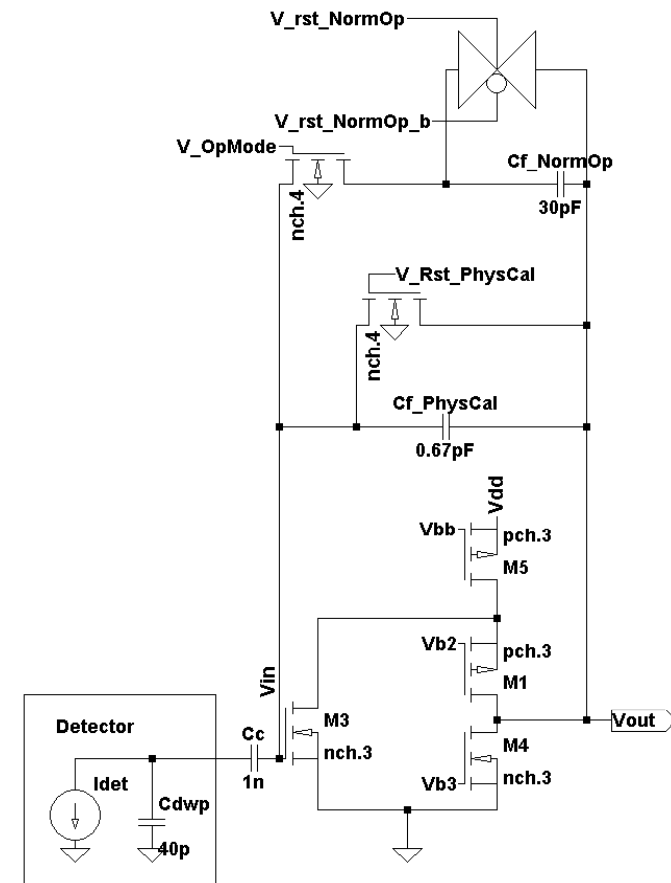 V_rst_NormOp
V_rst_NormOp_b
V_OpMode
Cf_NormOp
30pF
nch.4
V_Rst_PhysCal
nch.4
Cf_PhysCal
0.67pF
Vdd
Vbb
pch.3
M5
Vb2
pch.3
M1
Vin
M3
nch.3
Vout
M4
Vb3
nch.3
Detector
Cc
1n
Idet
Cdwp
40p